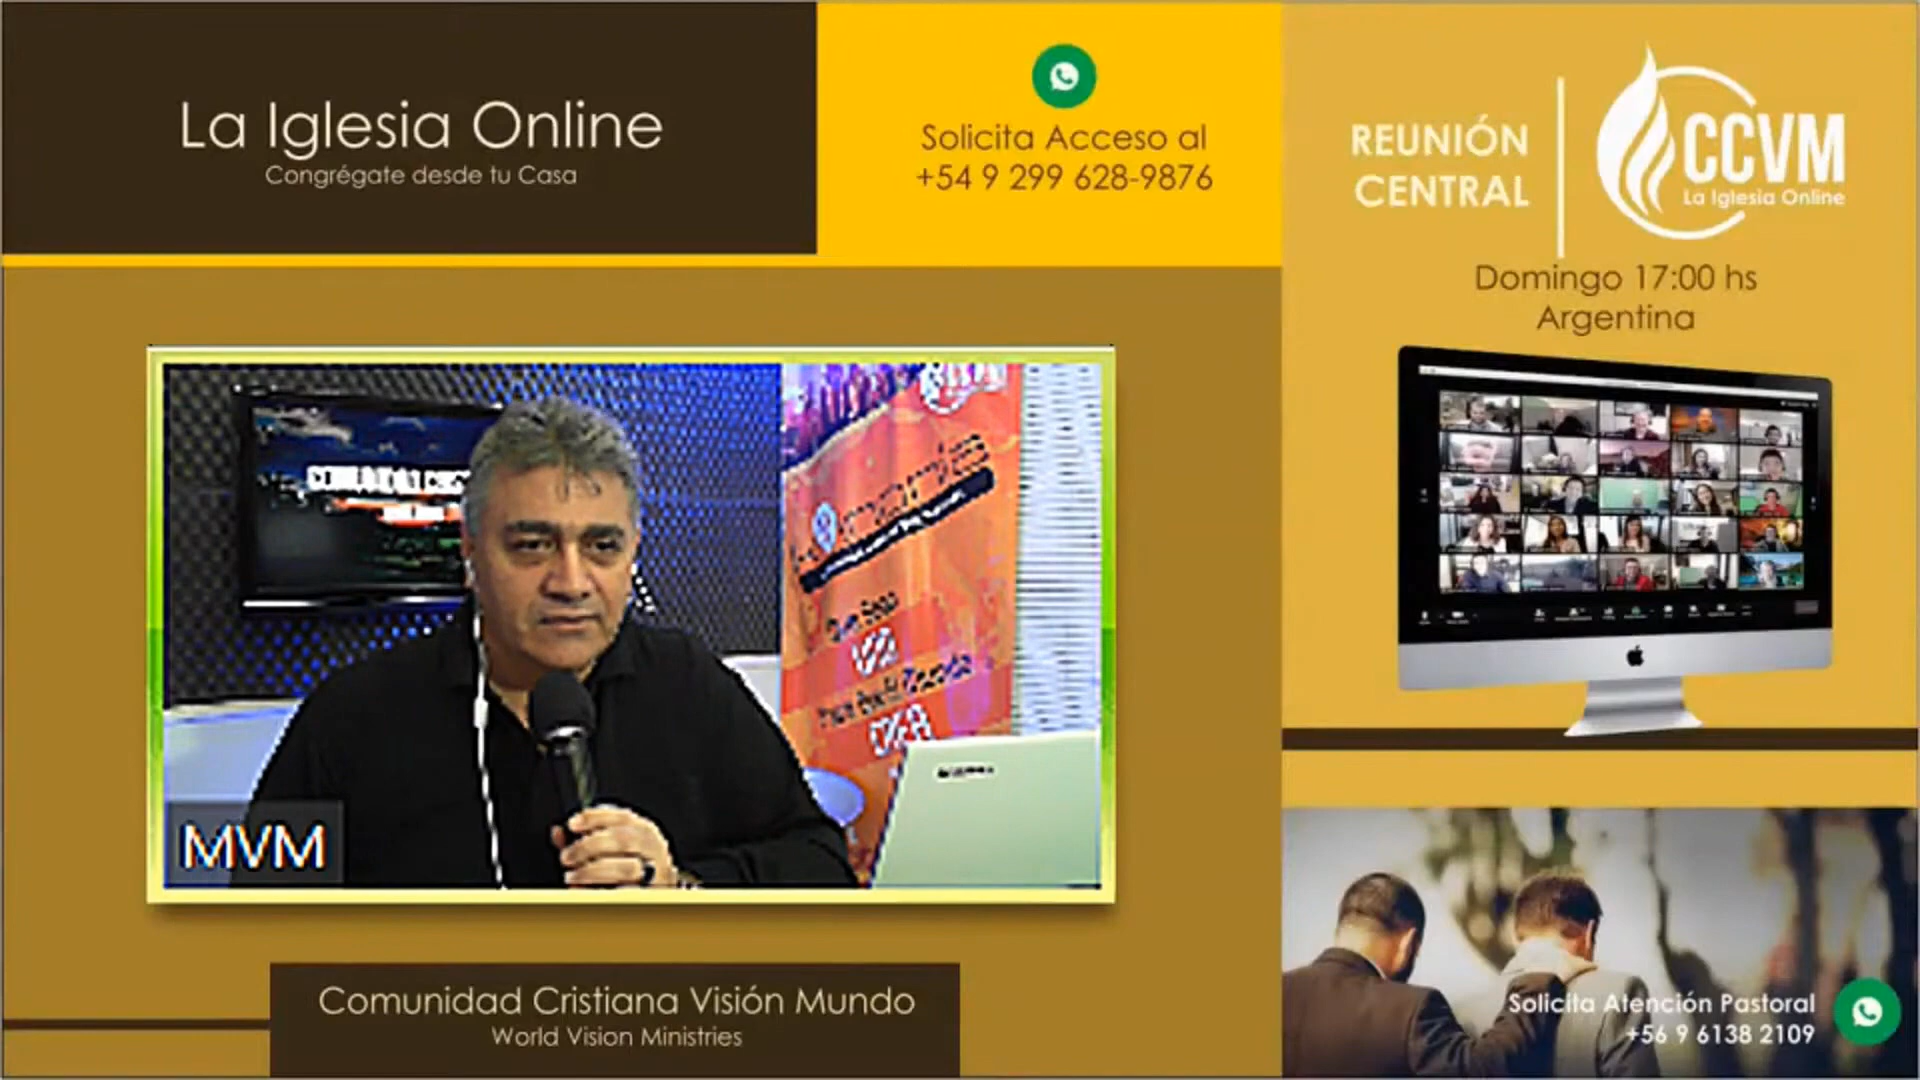 La Iglesia Online
Congrégate desde tu Casa
Solicita Acceso al
+54 9 299 628-9876
REUNIÓN
CENTRAL
CCVM
La Iglesia Online
Domingo 17:00 hs
Argentina
MVM
Comunidad Cristiana Visión Mundo
World Vision Ministries
Solicita Atención Pastoral
+56 9 6138 2109